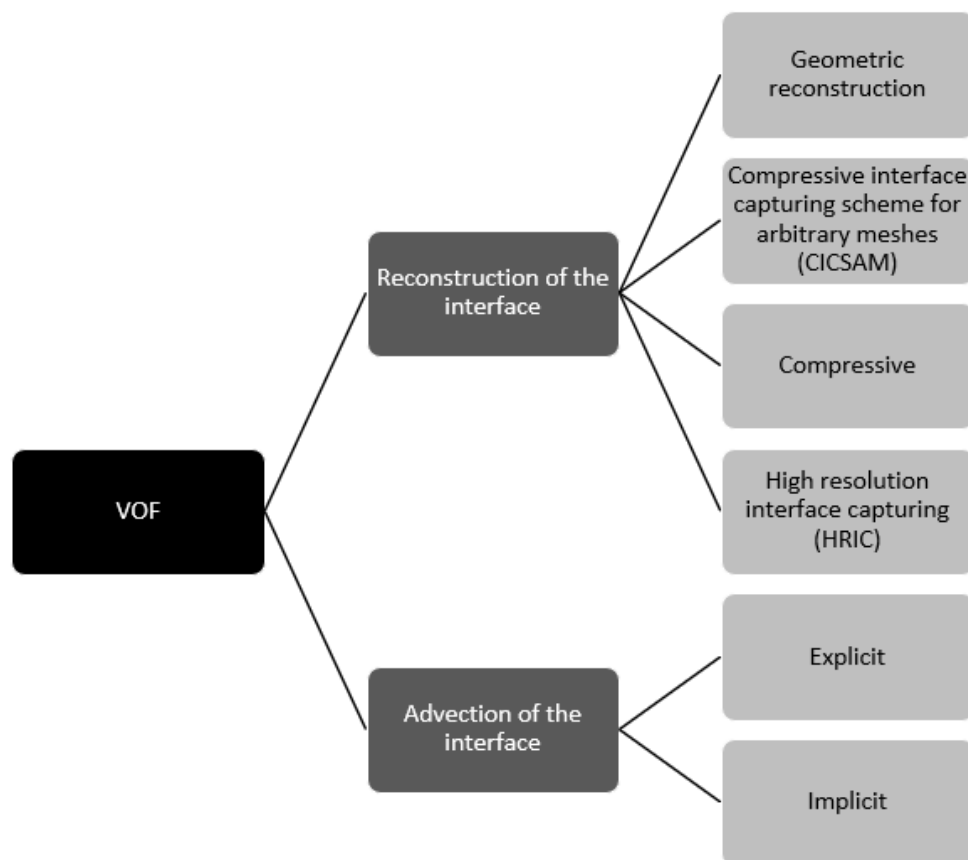 Geometric
reconstruction
Compressive interface
capturing scheme for
arbitrary meshes
(CICSAM)
Reconstruction of the
interface
Compressive
VOF
High resolution
interface capturing
(HRIC)
Explicit
Advection of the
interface
Implicit